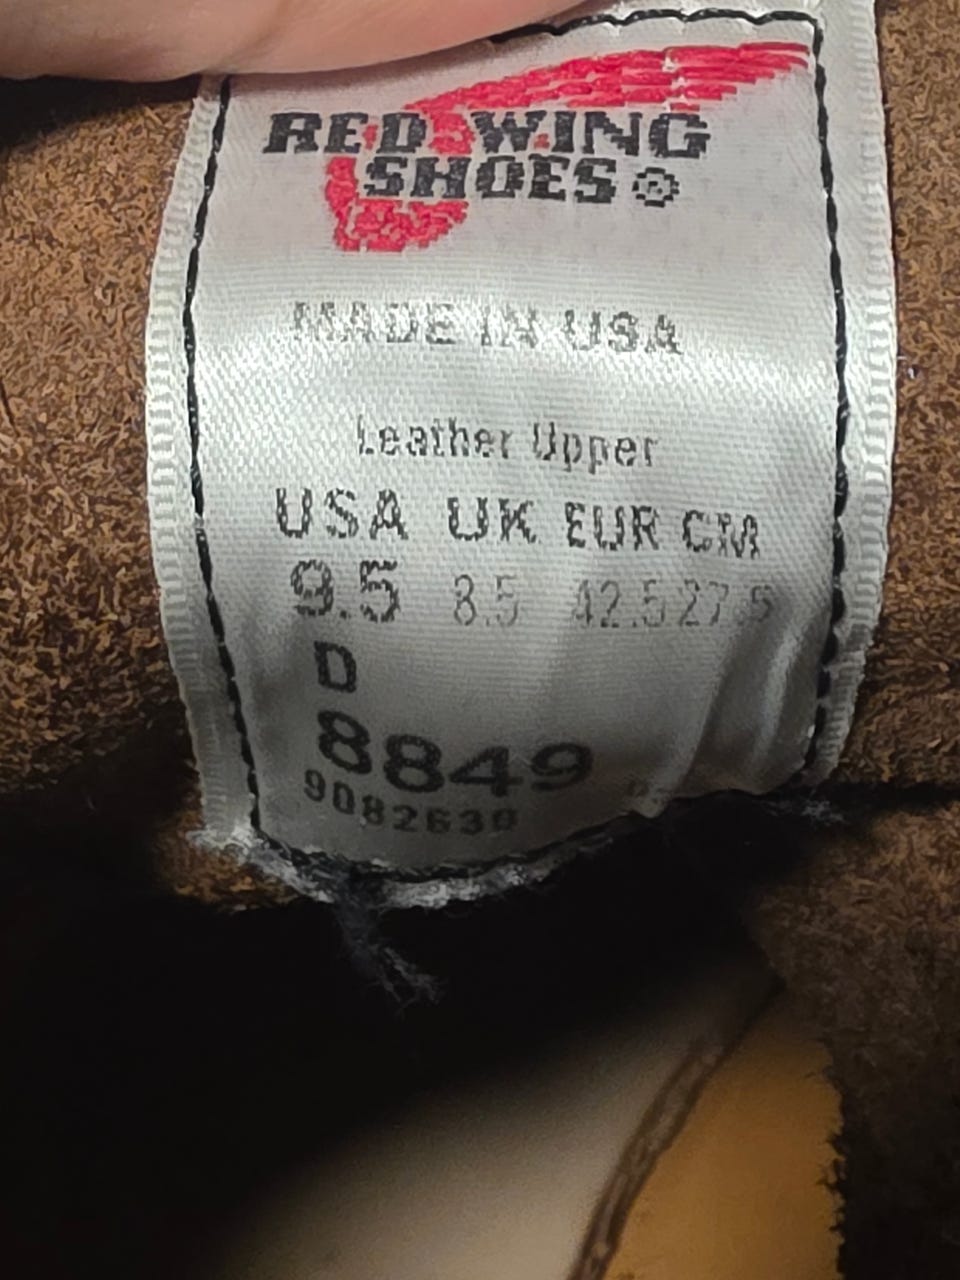 RED WING
SHOES ®
MADE IN USA
Leather Upper
USA UK EUR CM
9.5 8.5 42.5 27.5
D
8849
9082630